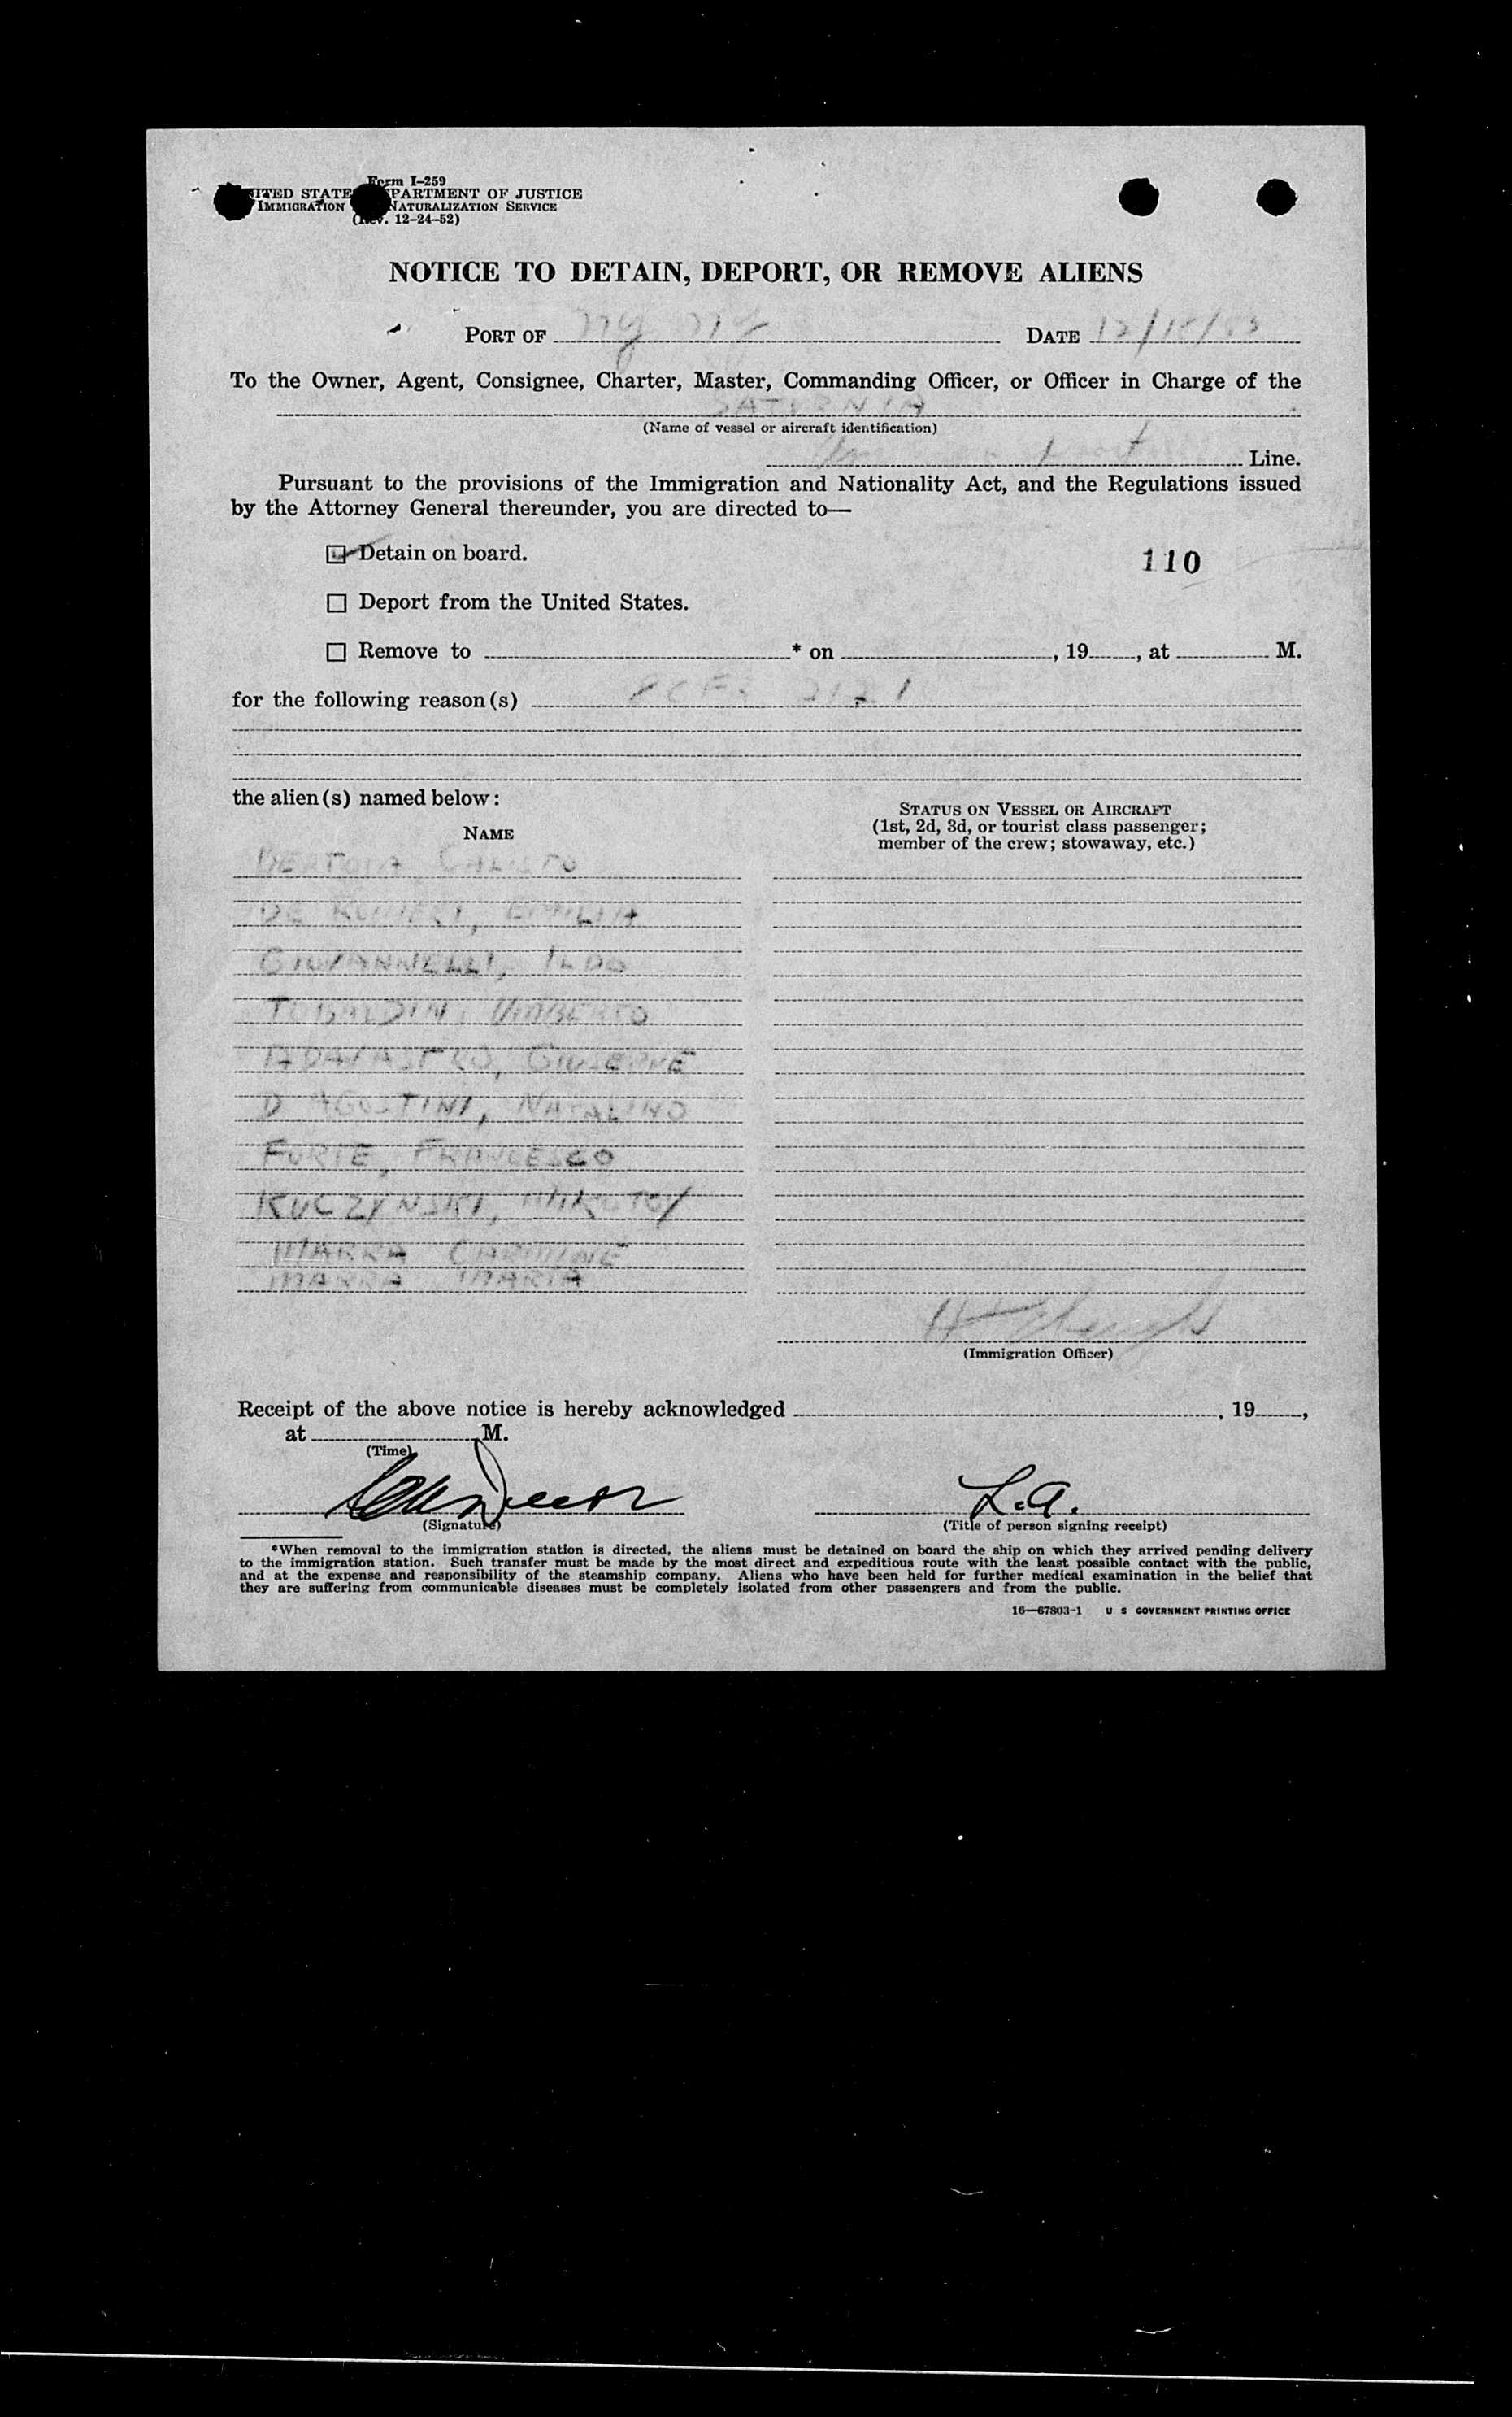 Form I-259
UNITED STATES DEPARTMENT OF JUSTICE
IMMIGRATION NATURALIZATION SERVICE
(Rev. 12-24-52)
NOTICE TO DETAIN, DEPORT, OR REMOVE ALIENS
PORT OF NY NY DATE
To the Owner, Agent, Consignee, Charter, Master, Commanding Officer, or Officer in Charge of the
SATURNIA
(Name of vessel or aircraft identification)
Line.
Pursuant to the provisions of the Immigration and Nationality Act, and the Regulations issued
by the Attorney General thereunder, you are directed to—
Detain on board.
110
Deport from the United States.
Remove to * on , 19 , at M.
for the following reason(s)
the alien(s) named below:
STATUS ON VESSEL OR AIRCRAFT
NAME
(1st, 2d, 3d, or tourist class passenger;
member of the crew; stowaway, etc.)
CALISTO
DE EMILIA
GIOVANNELLI, ILDO
UMBERTO
GIUSEPPE
D AGOSTINI, NATALINO
FORTE, FRANCESCO
KUCZYNSKI,
MARRA CARMINE
MARRA MARIA
(Immigration Officer)
Receipt of the above notice is hereby acknowledged , 19 ,
at M.
(Time)
L.A.
(Signature) (Title of person signing receipt)
*When removal to the immigration station is directed, the aliens must be detained on board the ship on which they arrived pending delivery
to the immigration station. Such transfer must be made by the most direct and expeditious route with the least possible contact with the public,
and at the expense and responsibility of the steamship company. Aliens who have been held for further medical examination in the belief that
they are suffering from communicable diseases must be completely isolated from other passengers and from the public.
16—67803-1 U S GOVERNMENT PRINTING OFFICE